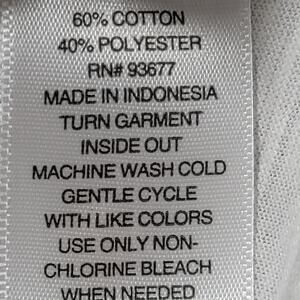 60% COTTON
40% POLYESTER
RN# 93677
MADE IN INDONESIA
TURN GARMENT
INSIDE OUT
MACHINE WASH COLD
GENTLE CYCLE
WITH LIKE COLORS
USE ONLY NON-
CHLORINE BLEACH
WHEN NEEDED